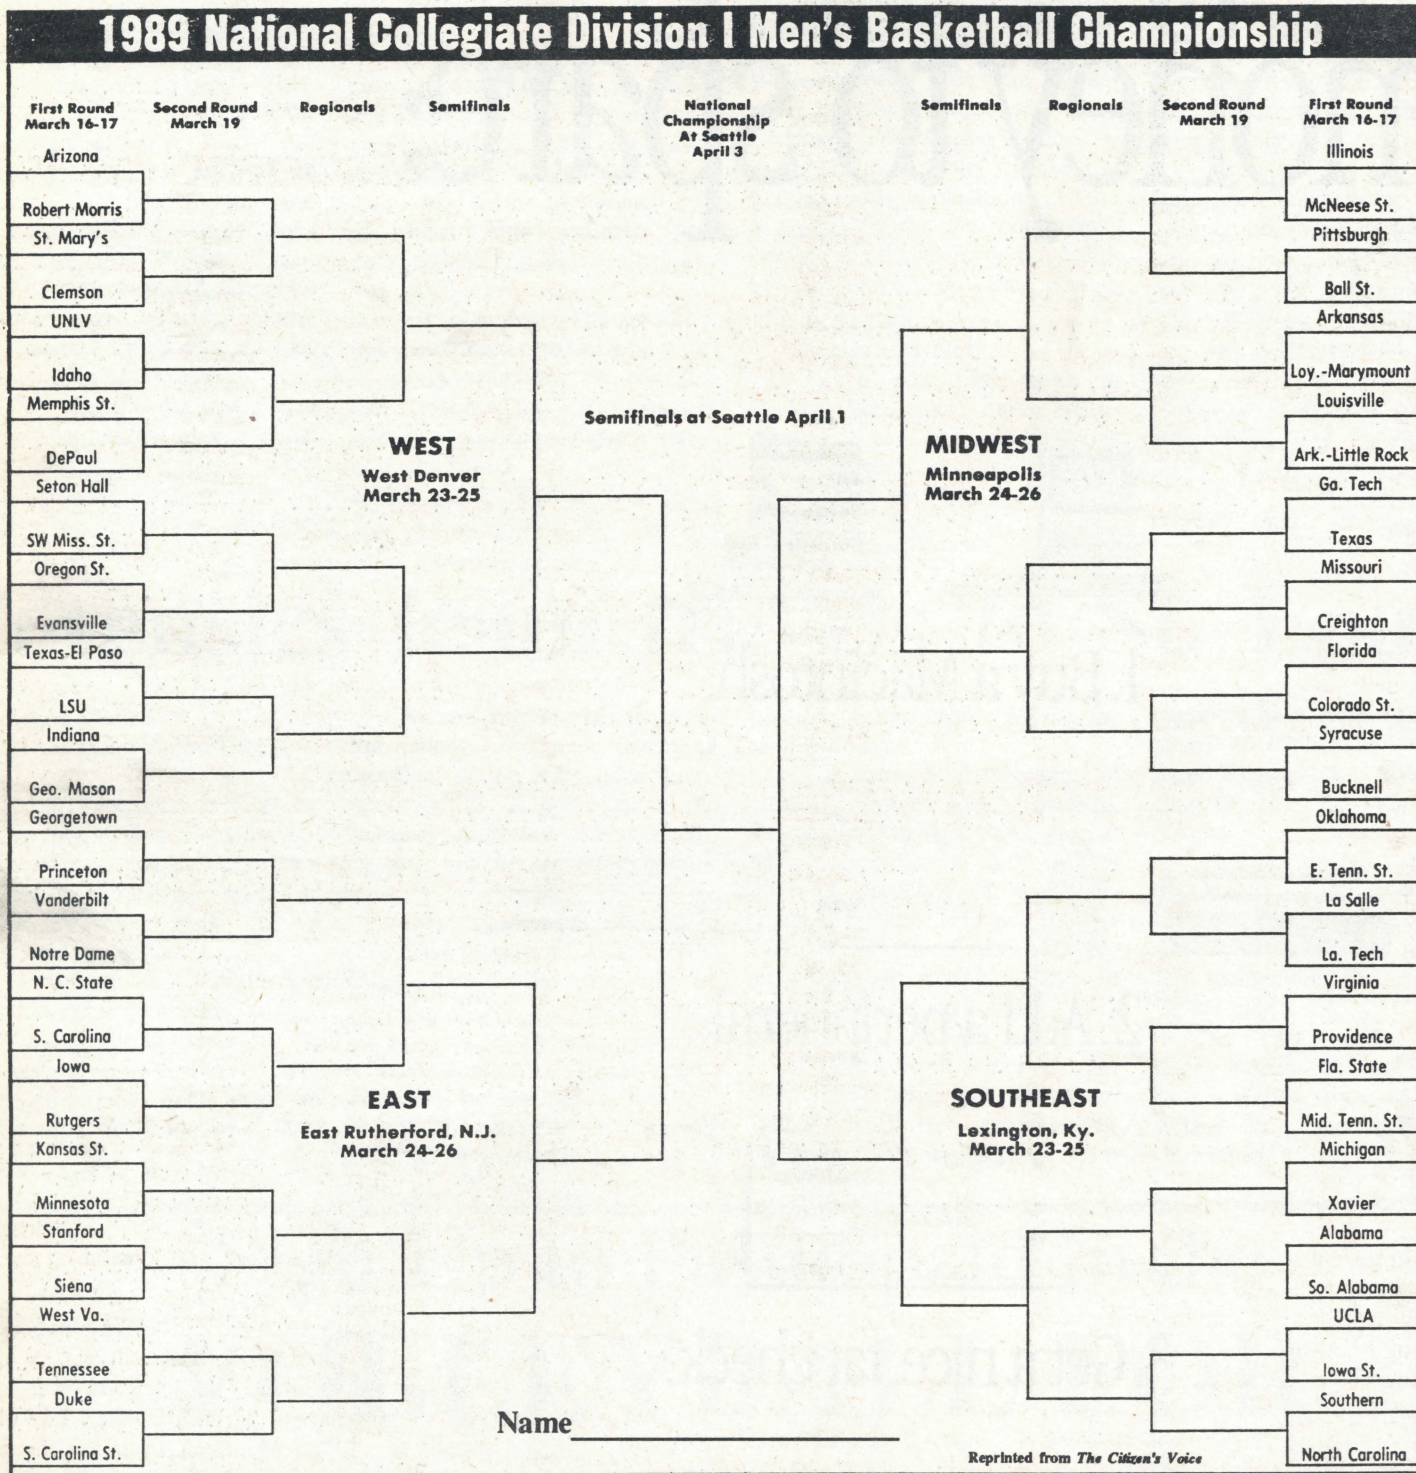 1989 National Collegiate Division I Men's Basketball Championship
First Round
March 16-17
Second Round
March 19
Regionals
Semifinals
National
Championship
At Seattle
April 3
Semifinals
Regionals
Second Round
March 19
First Round
March 16-17
Arizona
Robert Morris
St. Mary's
Clemson
UNLV
Idaho
Memphis St.
DePaul
Seton Hall
SW Miss. St.
Oregon St.
Evansville
Texas-El Paso
LSU
Indiana
Geo. Mason
Georgetown
Princeton
Vanderbilt
Notre Dame
N. C. State
S. Carolina
Iowa
Rutgers
Kansas St.
Minnesota
Stanford
Siena
West Va.
Tennessee
Duke
S. Carolina St.
WEST
West Denver
March 23-25
EAST
East Rutherford, N.J.
March 24-26
Semifinals at Seattle April 1
MIDWEST
Minneapolis
March 24-26
SOUTHEAST
Lexington, Ky.
March 23-25
Illinois
McNeese St.
Pittsburgh
Ball St.
Arkansas
Loy.-Marymount
Louisville
Ark.-Little Rock
Ga. Tech
Texas
Missouri
Creighton
Florida
Colorado St.
Syracuse
Bucknell
Oklahoma
E. Tenn. St.
La Salle
La. Tech
Virginia
Providence
Fla. State
Mid. Tenn. St.
Michigan
Xavier
Alabama
So. Alabama
UCLA
Iowa St.
Southern
North Carolina
Name
Reprinted from The Citizen's Voice